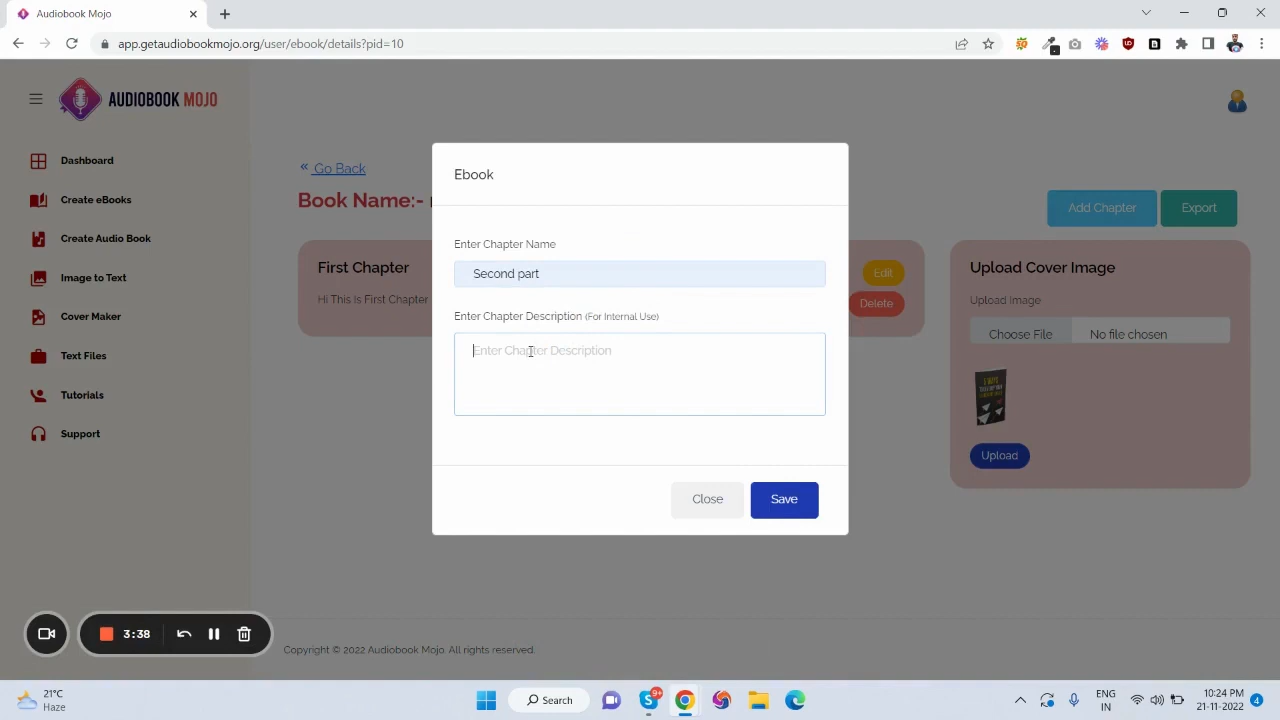 Audiobook Mojo
app.getaudiobookmojo.org/user/ebook/details?pid=10
AUDIOBOOK MOJO
Dashboard
Create eBooks
Create Audio Book
Image to Text
Cover Maker
Text Files
Tutorials
Support
« Go Back
Book Name:-
Add Chapter
Export
First Chapter
Hi This Is First Chapter
Edit
Delete
Upload Cover Image
Upload Image
Choose File
No file chosen
Upload
Ebook
Enter Chapter Name
Second part
Enter Chapter Description (For Internal Use)
Enter Chapter Description
Close
Save
3:38
Copyright © 2022 Audiobook Mojo. All rights reserved.
21°C
Haze
Search
9+
ENG
IN
10:24 PM
21-11-2022
4